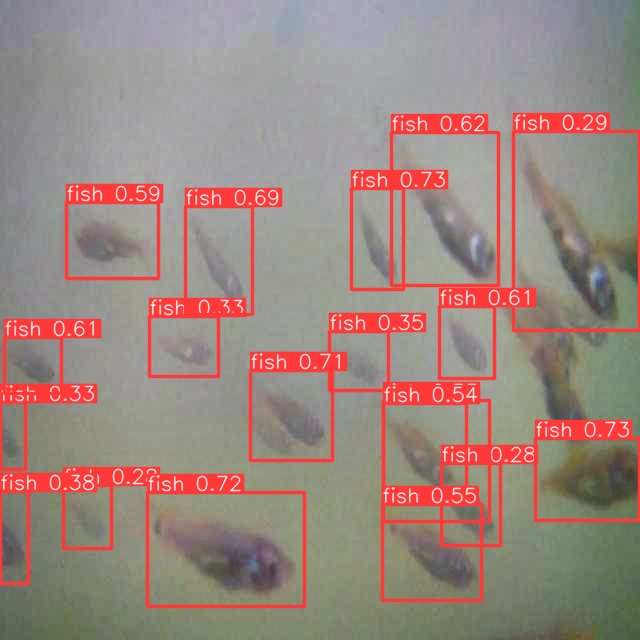 fish 0.62
fish 0.29
fish 0.73
fish 0.59
fish 0.69
fish 0.61
fish 0.33
fish 0.35
fish 0.61
fish 0.71
fish 0.33
fish 0.54
fish 0.73
fish 0.28
fish 0.38
fish 0.72
fish 0.55